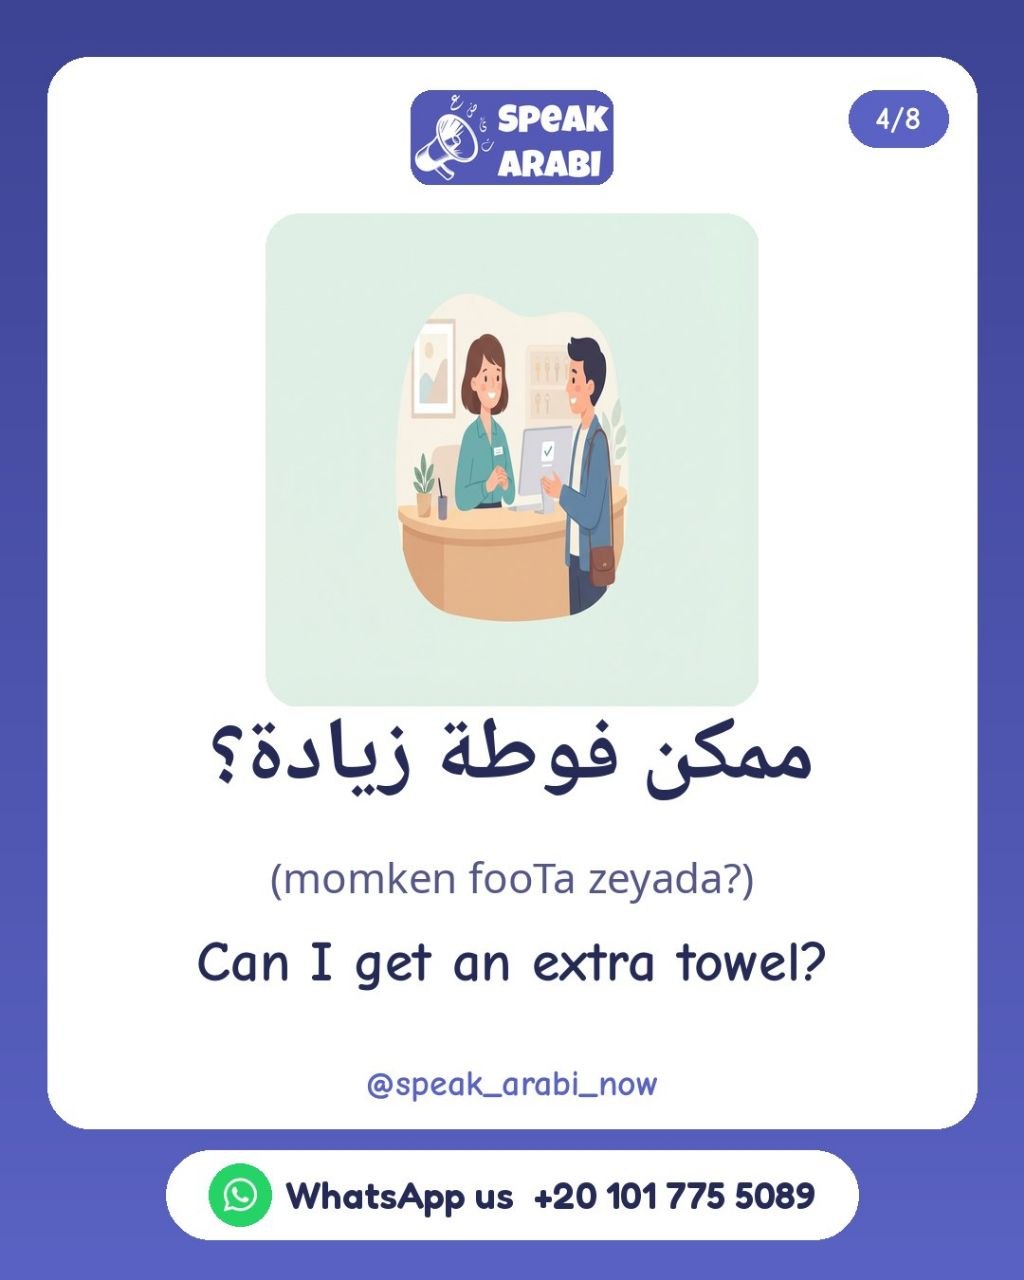 SPEAK
ARABI
4/8
ممكن فوطة زيادة؟
(momken fooTa zeyada?)
Can I get an extra towel?
@speak_arabi_now
WhatsApp us +20 101 775 5089